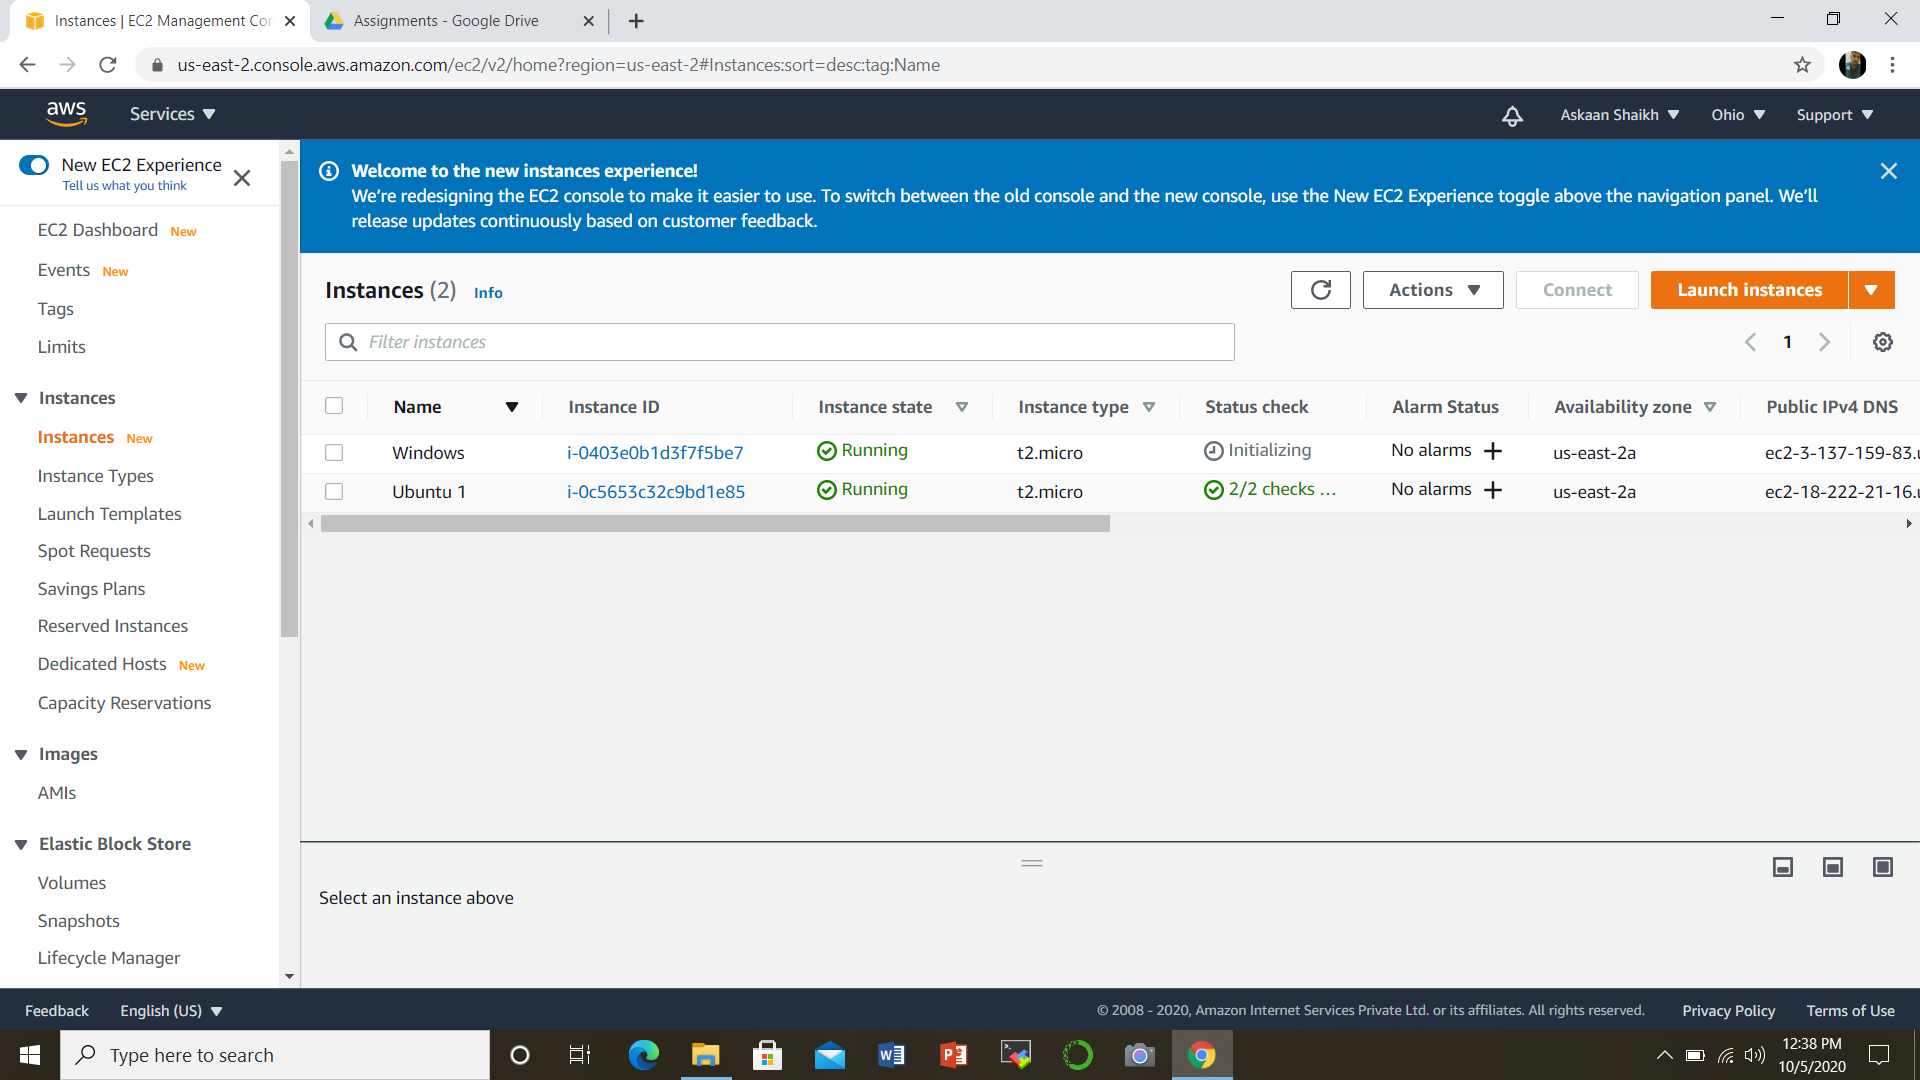 Instances | EC2 Management Con
Assignments - Google Drive
us-east-2.console.aws.amazon.com/ec2/v2/home?region=us-east-2#Instances:sort=desc:tag:Name
aws
Services
Askaan Shaikh
Ohio
Support
New EC2 Experience
Tell us what you think
EC2 Dashboard New
Events New
Tags
Limits
Instances
Instances New
Instance Types
Launch Templates
Spot Requests
Savings Plans
Reserved Instances
Dedicated Hosts New
Capacity Reservations
Images
AMIs
Elastic Block Store
Volumes
Snapshots
Lifecycle Manager
Welcome to the new instances experience!
We're redesigning the EC2 console to make it easier to use. To switch between the old console and the new console, use the New EC2 Experience toggle above the navigation panel. We'll
release updates continuously based on customer feedback.
Instances (2) Info
Actions
Connect
Launch instances
Filter instances
1
Name Instance ID Instance state Instance type Status check Alarm Status Availability zone Public IPv4 DNS
Windows i-0403e0b1d3f7f5be7 Running t2.micro Initializing No alarms us-east-2a ec2-3-137-159-83.u
Ubuntu 1 i-0c5653c32c9bd1e85 Running t2.micro 2/2 checks ... No alarms us-east-2a ec2-18-222-21-16.u
Select an instance above
Feedback
English (US)
© 2008 - 2020, Amazon Internet Services Private Ltd. or its affiliates. All rights reserved.
Privacy Policy
Terms of Use
Type here to search
12:38 PM
10/5/2020